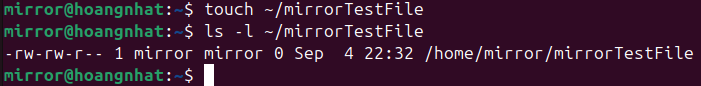 mirror@hoangnhat:~$ touch ~/mirrorTestFile
mirror@hoangnhat:~$ ls -l ~/mirrorTestFile
-rw-rw-r-- 1 mirror mirror 0 Sep  4 22:32 /home/mirror/mirrorTestFile
mirror@hoangnhat:~$